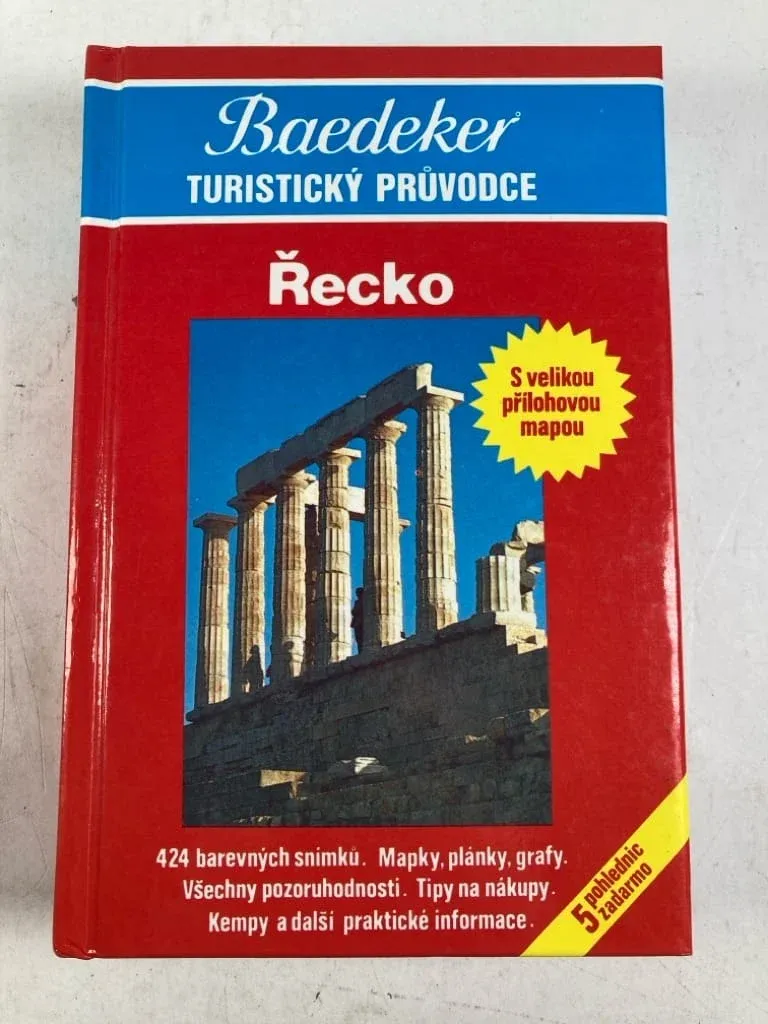 Baedeker
TURISTICKÝ PRŮVODCE
Řecko
S velikou
přílohovou
mapou
424 barevných snímků. Mapky, plánky, grafy.
Všechny pozoruhodnosti. Tipy na nákupy.
Kempy a další praktické informace.
5 pohlednic
zadarmo